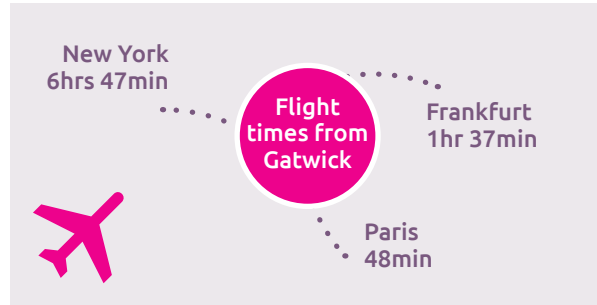 New York
6hrs 47min
Flight
times from
Gatwick
Frankfurt
1hr 37min
Paris
48min